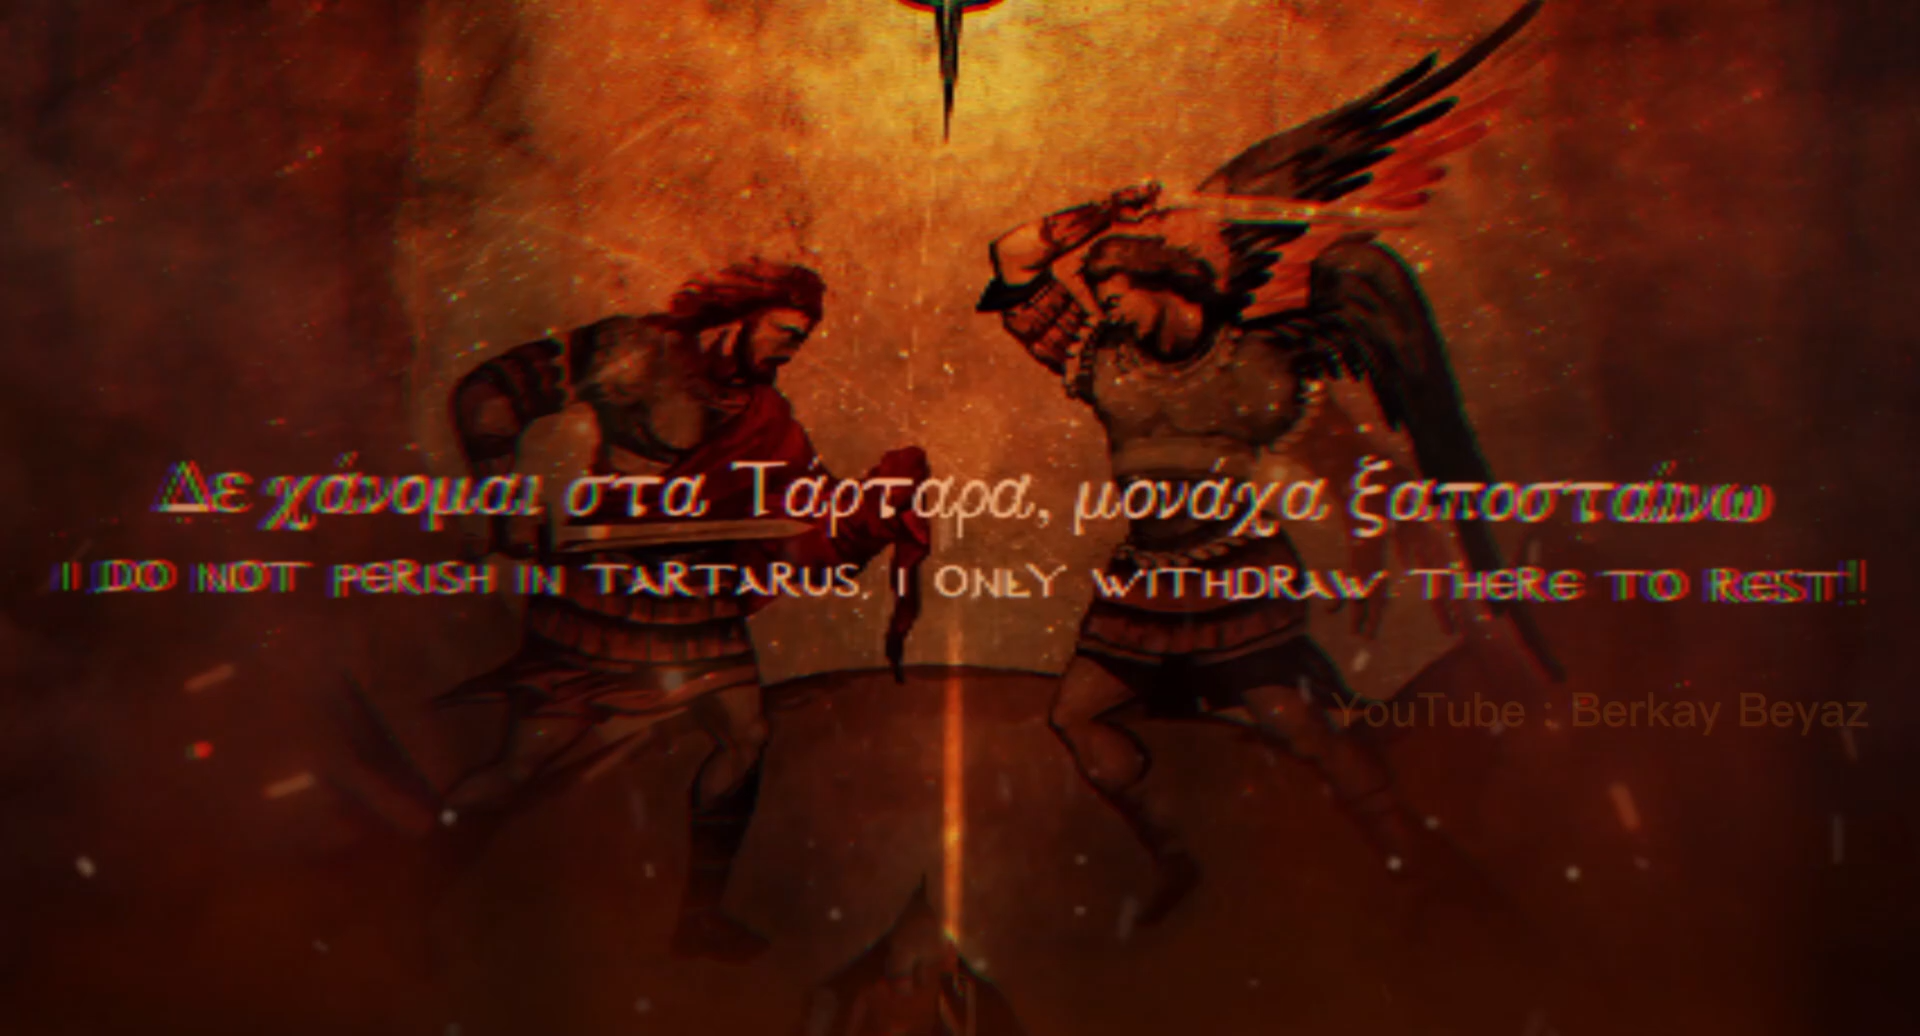 Δε χάνομαι στα Τάρταρα, μονάχα ξαποσταίνω
I DO NOT PERISH IN TARTARUS, I ONLY WITHDRAW THERE TO REST!!
YouTube : Berkay Beyaz